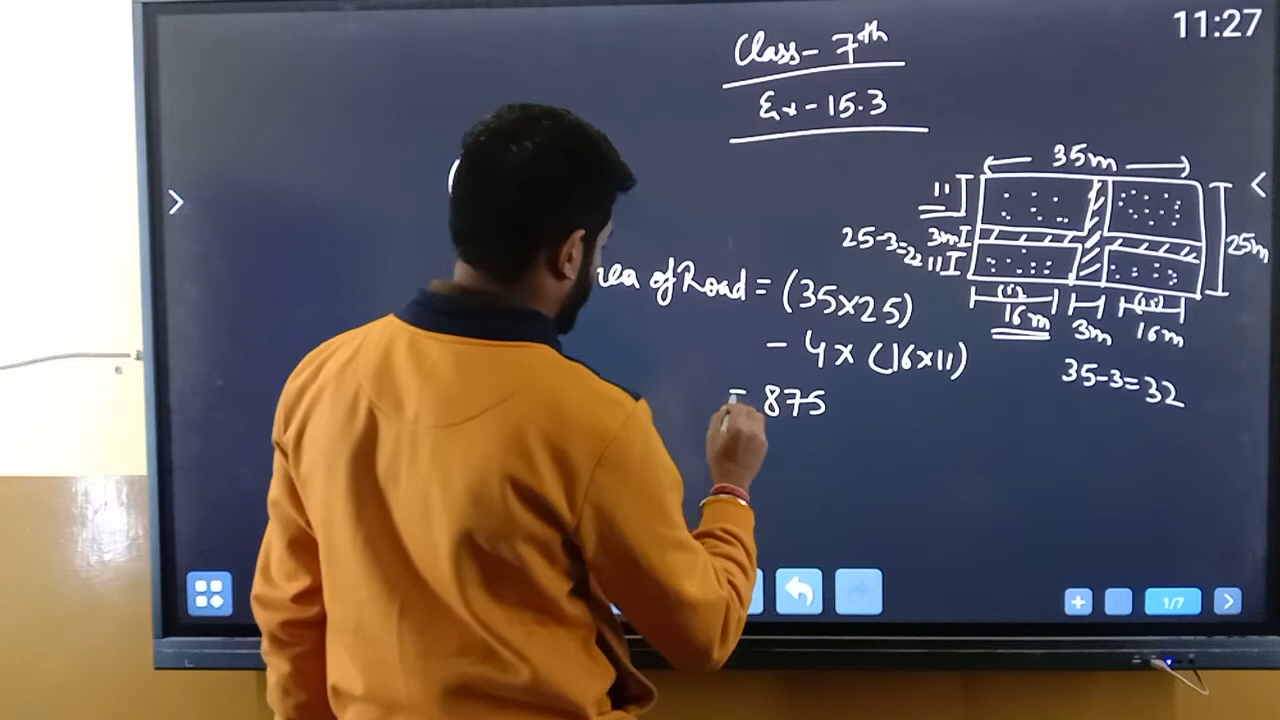 11:27
Class- 7th
Ex-15.3
35m
11
25-3=22
3m
11
25m
16m
3m
16m
35-3=32
rea of Road = (35x25)
- 4x (16x11)
= 875
1/7